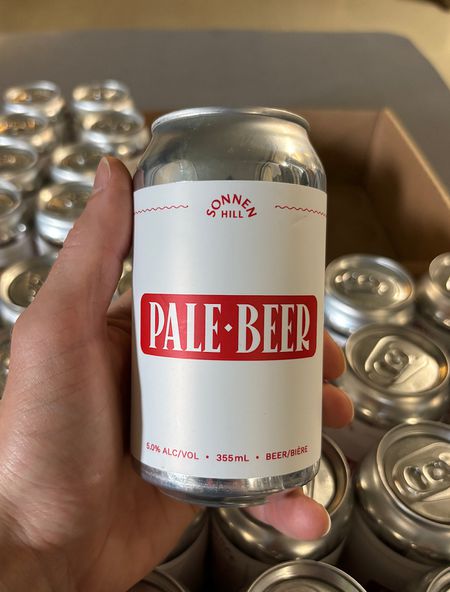 SONNEN
HILL
PALE·BEER
5.0% ALC/VOL • 355mL • BEER/BIÈRE